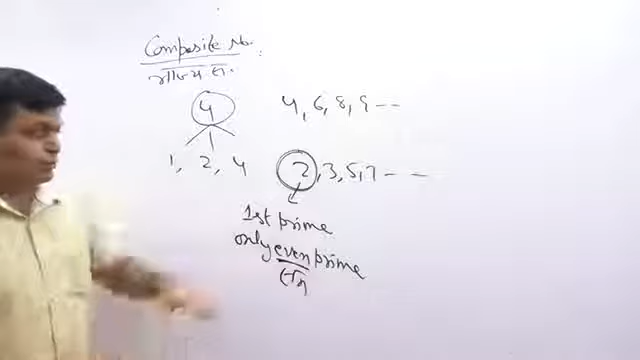 Composite No.
भाज्य सं.
4
4, 6, 8, 9 --
1, 2, 4
2, 3, 5, 7 - - --
1st prime
only even prime
सम